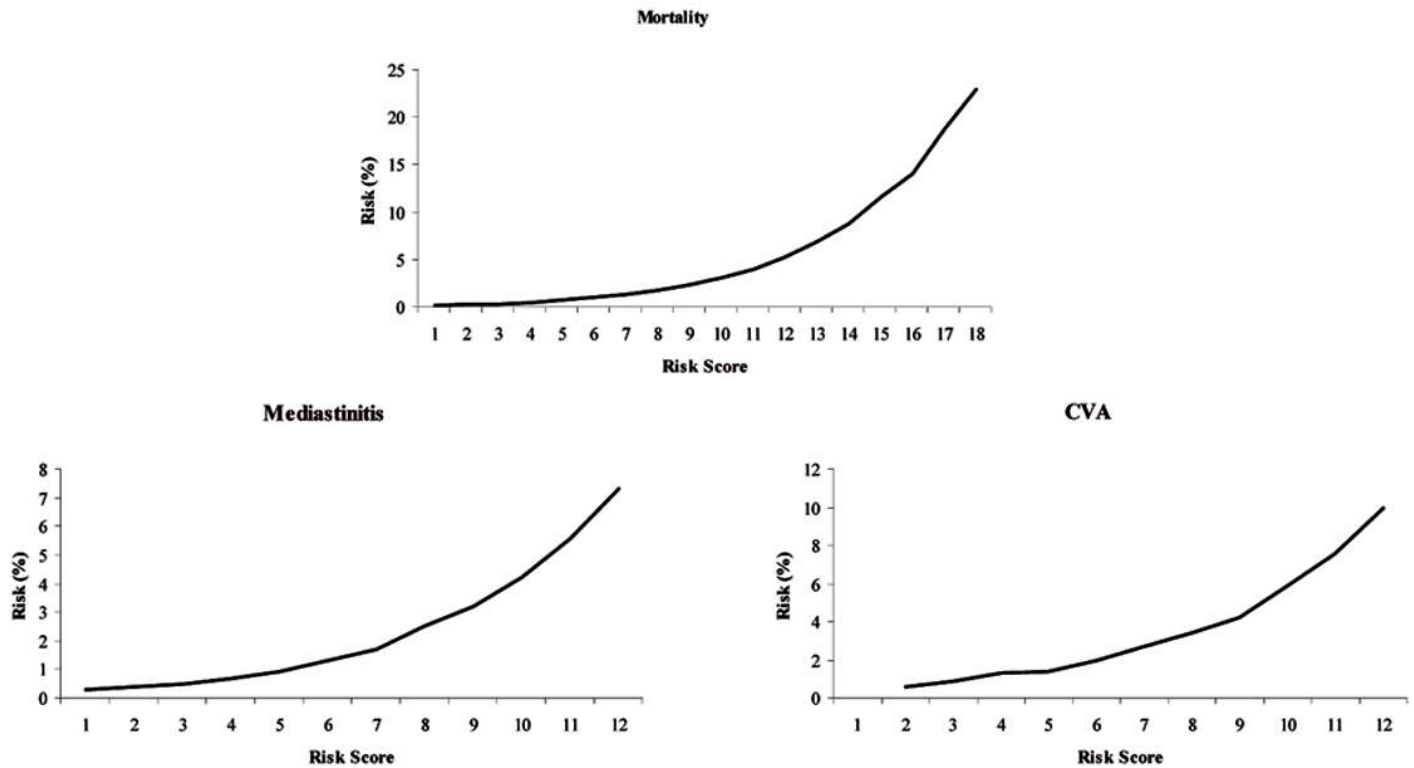 Mortality
25
20
15
10
5
0
Risk (%)
1 2 3 4 5 6 7 8 9 10 11 12 13 14 15 16 17 18
Risk Score
Mediastinitis
8
7
6
5
4
3
2
1
0
Risk (%)
1 2 3 4 5 6 7 8 9 10 11 12
Risk Score
CVA
12
10
8
6
4
2
0
Risk (%)
1 2 3 4 5 6 7 8 9 10 11 12
Risk Score